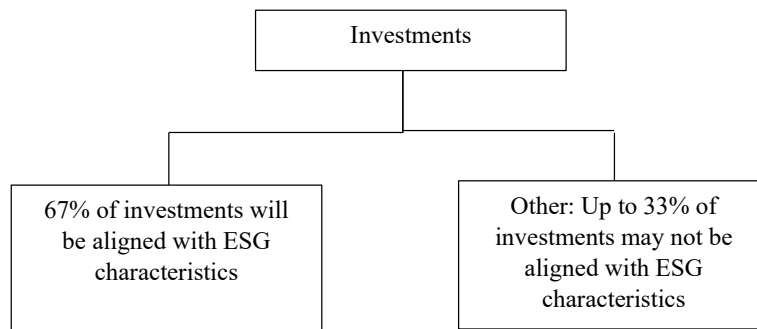 Investments
67% of investments will
be aligned with ESG
characteristics
Other: Up to 33% of
investments may not be
aligned with ESG
characteristics